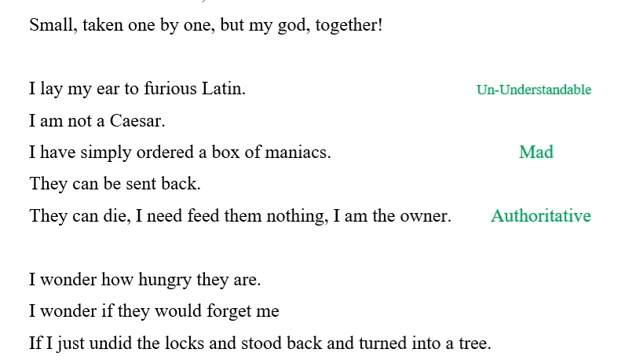 Small, taken one by one, but my god, together!
I lay my ear to furious Latin. Un-Understandable
I am not a Caesar.
I have simply ordered a box of maniacs. Mad
They can be sent back.
They can die, I need feed them nothing, I am the owner. Authoritative
I wonder how hungry they are.
I wonder if they would forget me
If I just undid the locks and stood back and turned into a tree.